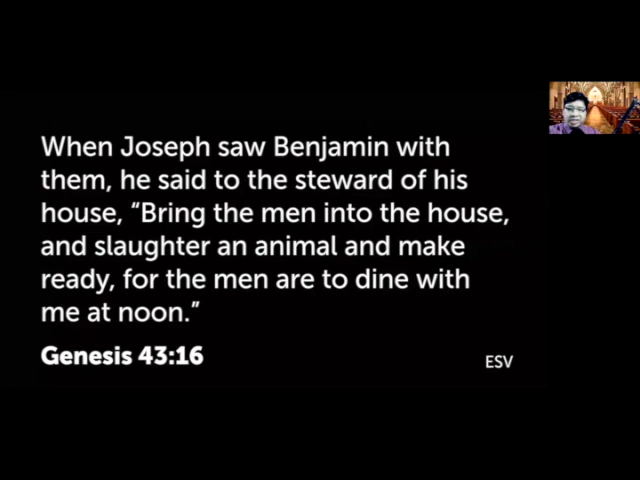 When Joseph saw Benjamin with
them, he said to the steward of his
house, “Bring the men into the house,
and slaughter an animal and make
ready, for the men are to dine with
me at noon.”
Genesis 43:16
ESV